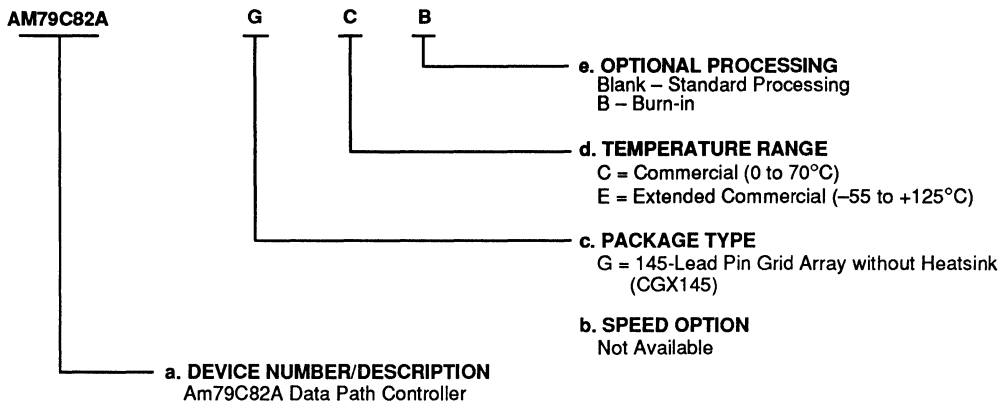 AM79C82A G C B
e. OPTIONAL PROCESSING
Blank – Standard Processing
B – Burn-in
d. TEMPERATURE RANGE
C = Commercial (0 to 70°C)
E = Extended Commercial (–55 to +125°C)
c. PACKAGE TYPE
G = 145-Lead Pin Grid Array without Heatsink
(CGX145)
b. SPEED OPTION
Not Available
a. DEVICE NUMBER/DESCRIPTION
Am79C82A Data Path Controller